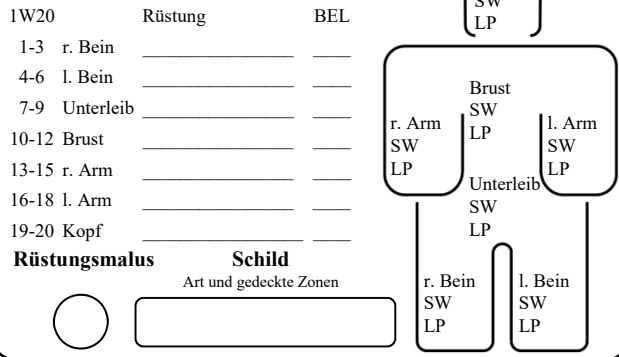 1W20 Rüstung BEL
1-3 r. Bein
4-6 l. Bein
7-9 Unterleib
10-12 Brust
13-15 r. Arm
16-18 l. Arm
19-20 Kopf
Rüstungsmalus Schild
Art und gedeckte Zonen
SW
LP
Brust
SW
LP
r. Arm
SW
LP
l. Arm
SW
LP
Unterleib
SW
LP
r. Bein
SW
LP
l. Bein
SW
LP